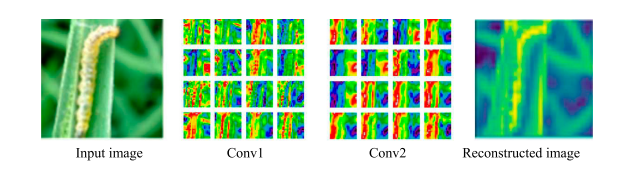 Input image
Conv1
Conv2
Reconstructed image